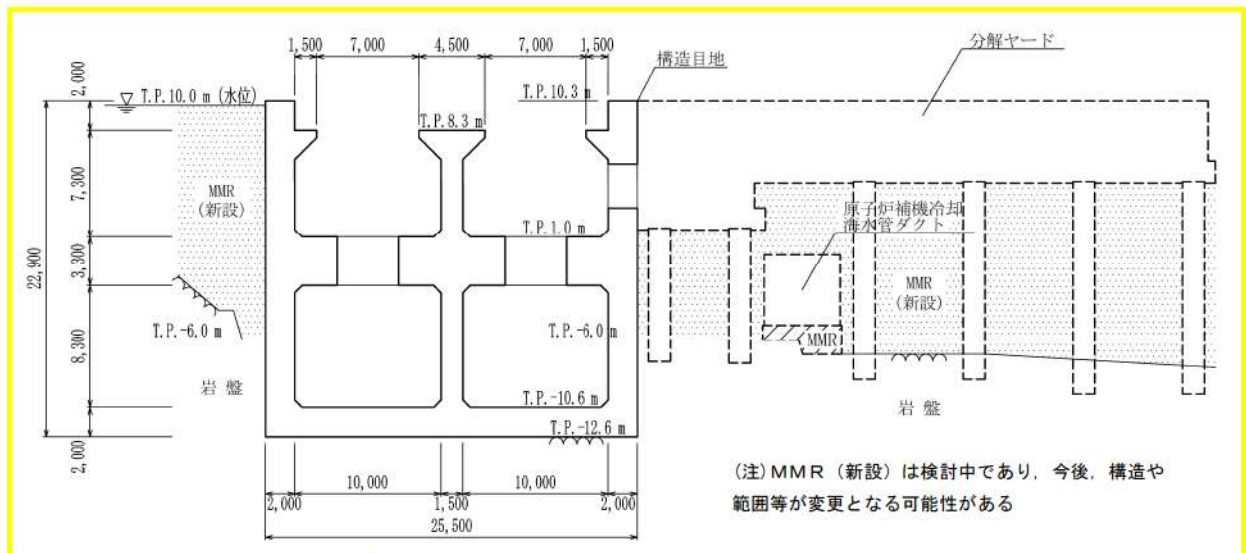 1,500 7,000 4,500 7,000 1,500
分解ヤード
構造目地
2,000
T.P.10.0 m (水位)
T.P.10.3 m
T.P.8.3 m
7,300
MMR
(新設)
原子炉補機冷却
海水管ダクト
T.P.1.0 m
22,900
3,300
MMR
(新設)
T.P.-6.0 m
T.P.-6.0 m
8,300
MMR
岩 盤
T.P.-10.6 m
岩 盤
T.P.-12.6 m
2,000
10,000 10,000
2,000 1,500 2,000
25,500
(注)MMR(新設)は検討中であり,今後,構造や
範囲等が変更となる可能性がある